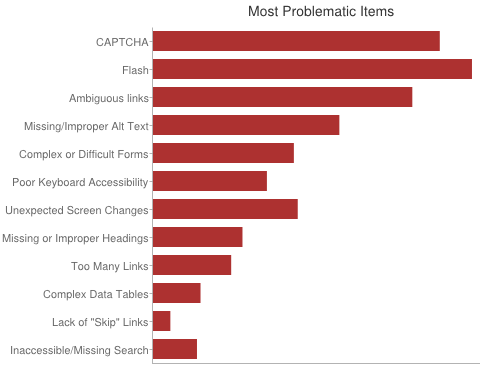 Most Problematic Items
CAPTCHA
Flash
Ambiguous links
Missing/Improper Alt Text
Complex or Difficult Forms
Poor Keyboard Accessibility
Unexpected Screen Changes
Missing or Improper Headings
Too Many Links
Complex Data Tables
Lack of "Skip" Links
Inaccessible/Missing Search